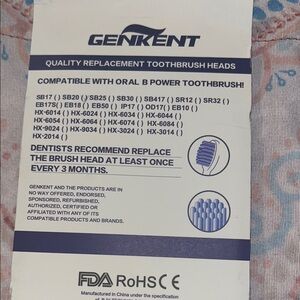 GENKENT
QUALITY REPLACEMENT TOOTHBRUSH HEADS
COMPATIBLE WITH ORAL B POWER TOOTHBRUSH!
SB17 ( ) SB20 ( ) SB25 ( ) SB30 ( ) SB417 ( ) SR12 ( ) SR32 ( )
EB17S( ) EB18 ( ) EB50 ( ) IP17 ( ) OD17( ) EB10 ( )
HX-6014 ( ) HX-6024 ( ) HX-6034 ( ) HX-6044 ( )
HX-6054 ( ) HX-6064 ( ) HX-6074 ( ) HX-6084 ( )
HX-9024 ( ) HX-9034 ( ) HX-3024 ( ) HX-3014 ( )
HX-2014 ( )
DENTISTS RECOMMEND REPLACE
THE BRUSH HEAD AT LEAST ONCE
EVERY 3 MONTHS.
GENKENT AND THE PRODUCTS ARE IN
NO WAY OFFERED, ENDORSED,
SPONSORED, REFURBISHED,
AUTHORIZED, CERTIFIED OR
AFFILIATED WITH ANY OF ITS
COMPATIBLE PRODUCTS AND BRANDS.
FDA RoHS CE
Manufactured in China under the specification